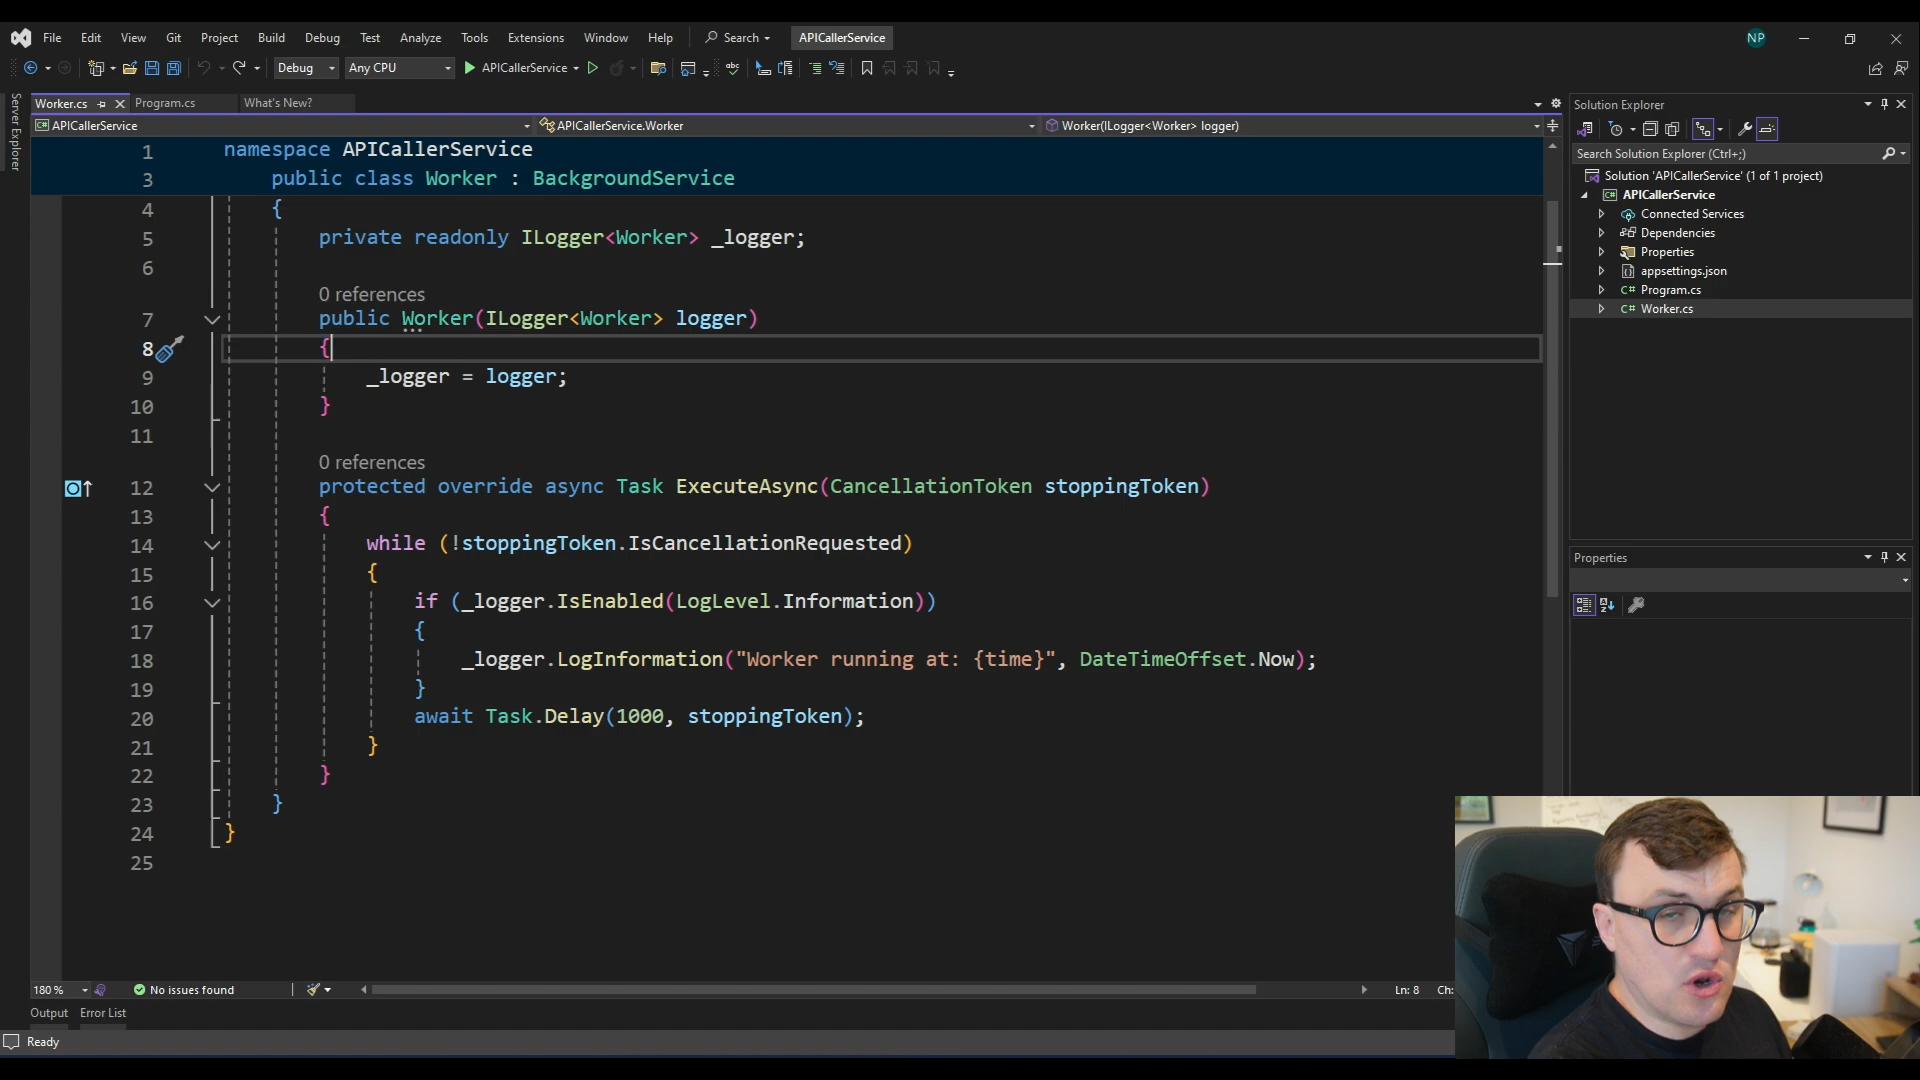 File Edit View Git Project Build Debug Test Analyze Tools Extensions Window Help Search APICallerService NP
Debug Any CPU APICallerService
Server Explorer
Worker.cs Program.cs What's New?
APICallerService APICallerService.Worker Worker(ILogger<Worker> logger)
1 namespace APICallerService
3 public class Worker : BackgroundService
4 {
5 private readonly ILogger<Worker> _logger;
6
0 references
7 public Worker(ILogger<Worker> logger)
8 {
9 _logger = logger;
10 }
11
0 references
12 protected override async Task ExecuteAsync(CancellationToken stoppingToken)
13 {
14 while (!stoppingToken.IsCancellationRequested)
15 {
16 if (_logger.IsEnabled(LogLevel.Information))
17 {
18 _logger.LogInformation("Worker running at: {time}", DateTimeOffset.Now);
19 }
20 await Task.Delay(1000, stoppingToken);
21 }
22 }
23 }
24 }
25
180 % No issues found Ln: 8 Ch:
Output Error List
Ready
Solution Explorer
Search Solution Explorer (Ctrl+;)
Solution 'APICallerService' (1 of 1 project)
APICallerService
Connected Services
Dependencies
Properties
appsettings.json
C# Program.cs
C# Worker.cs
Properties